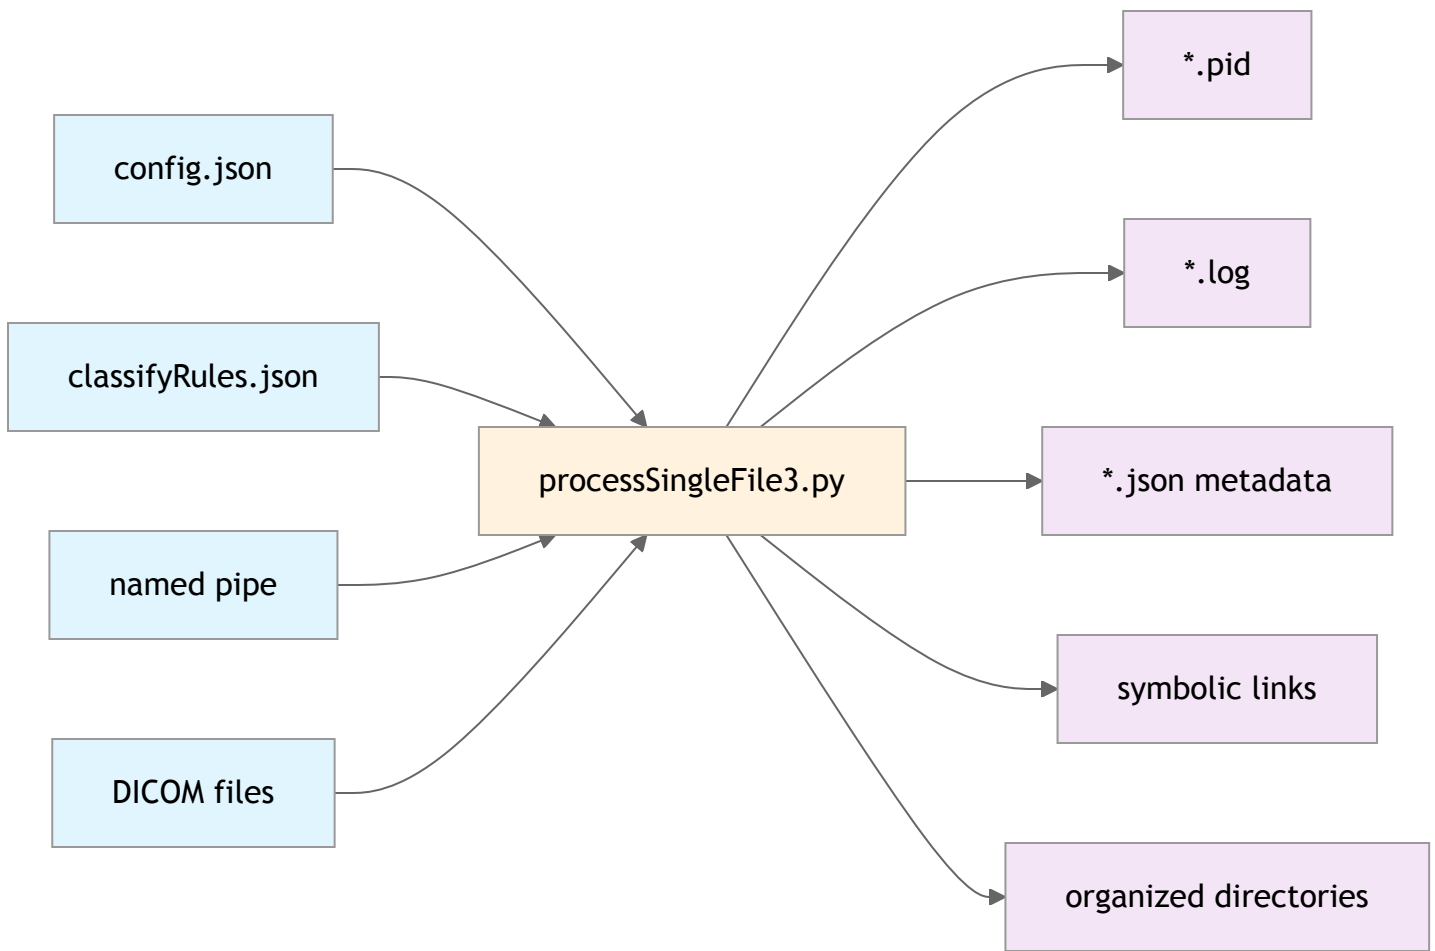 config.json
classifyRules.json
named pipe
DICOM files
processSingleFile3.py
*.pid
*.log
*.json metadata
symbolic links
organized directories